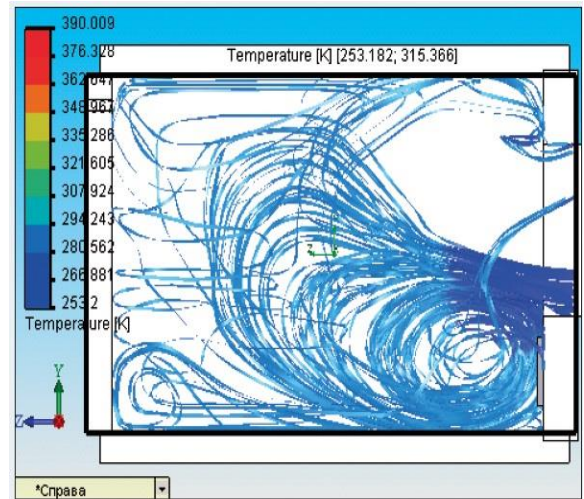 390.009
376.328
Temperature [K] [253.182; 315.366]
362.647
348.967
335.286
321.605
307.924
294.243
280.562
266.881
253.2
Temperature [K]
Y
Z
Z
*Справа